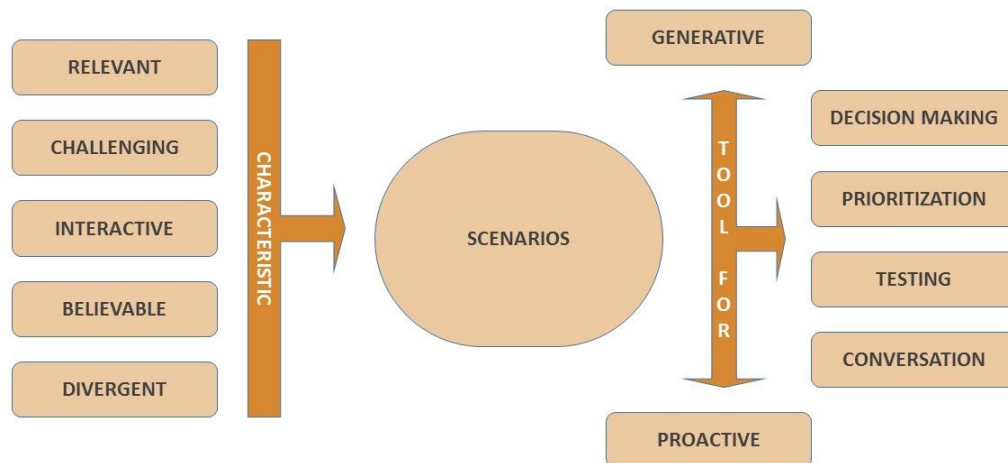 RELEVANT
CHALLENGING
INTERACTIVE
BELIEVABLE
DIVERGENT
CHARACTERISTIC
SCENARIOS
GENERATIVE
TOOL FOR
PROACTIVE
DECISION MAKING
PRIORITIZATION
TESTING
CONVERSATION